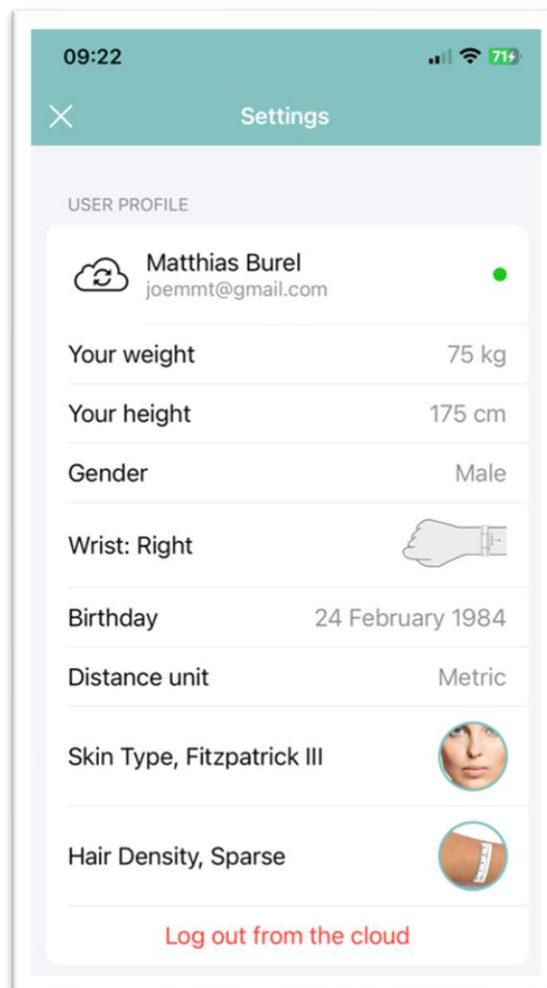 09:22
71
Settings
USER PROFILE
Matthias Burel
joemmt@gmail.com
Your weight 75 kg
Your height 175 cm
Gender Male
Wrist: Right
Birthday 24 February 1984
Distance unit Metric
Skin Type, Fitzpatrick III
Hair Density, Sparse
Log out from the cloud